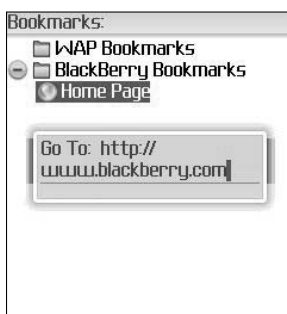 Bookmarks:
WAP Bookmarks
BlackBerry Bookmarks
Home Page
Go To: http://
www.blackberry.com